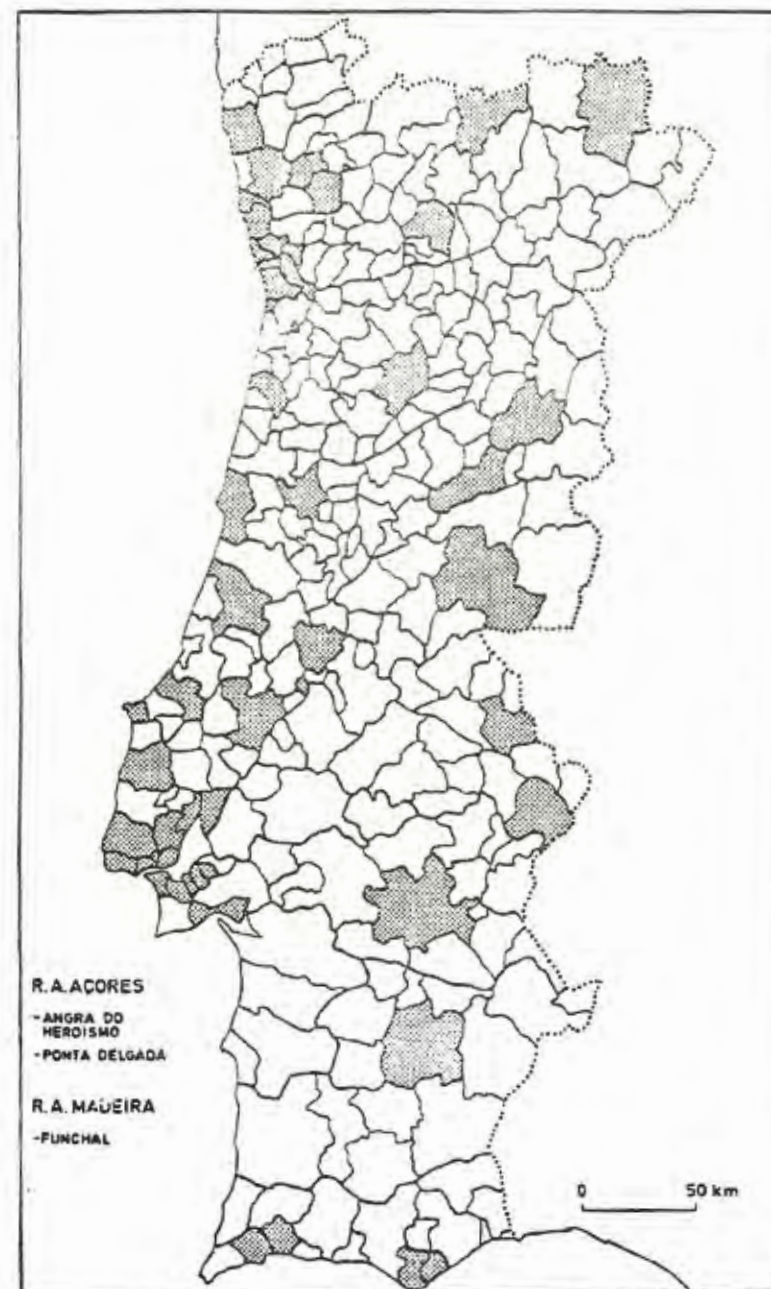 R.A. AÇORES
-ANGRA DO
HEROISMO
-PONTA DELGADA
R.A. MADEIRA
-FUNCHAL
0 50 km